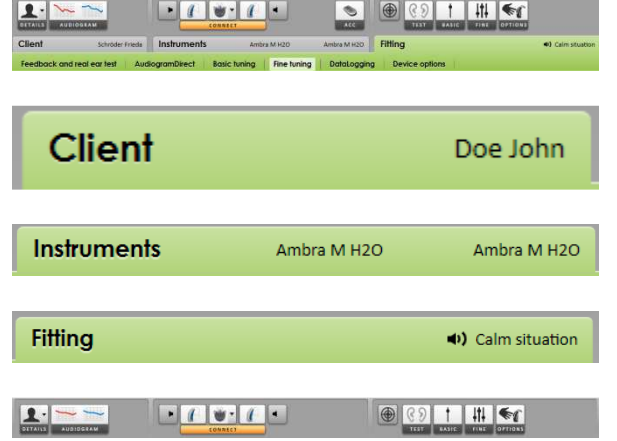 DETAILS AUDIOGRAM CONNECT ACC TEST BASIC FINE OPTIONS
Client Schröder Frieda Instruments Ambra M H2O Ambra M H2O Fitting Calm situation
Feedback and real ear test AudiogramDirect Basic tuning Fine tuning DataLogging Device options
Client Doe John
Instruments Ambra M H2O Ambra M H2O
Fitting Calm situation
DETAILS AUDIOGRAM CONNECT TEST BASIC FINE OPTIONS